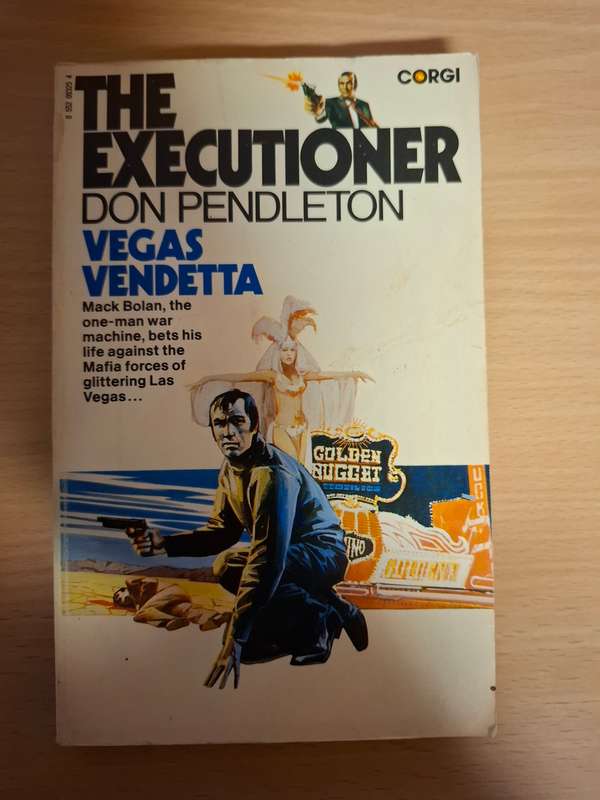 CORGI
THE
EXECUTIONER
DON PENDLETON
VEGAS
VENDETTA
Mack Bolan, the
one-man war
machine, bets his
life against the
Mafia forces of
glittering Las
Vegas...
GOLDEN
NUGGET